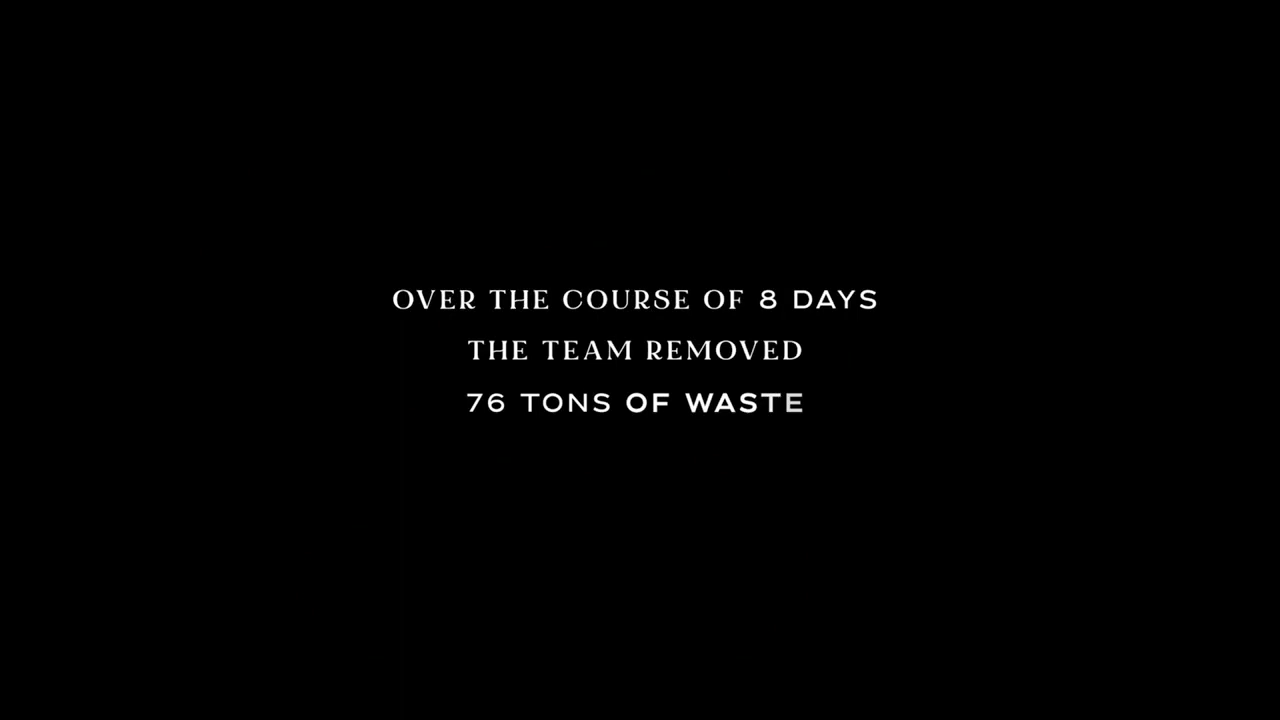 OVER THE COURSE OF 8 DAYS
THE TEAM REMOVED
76 TONS OF WASTE